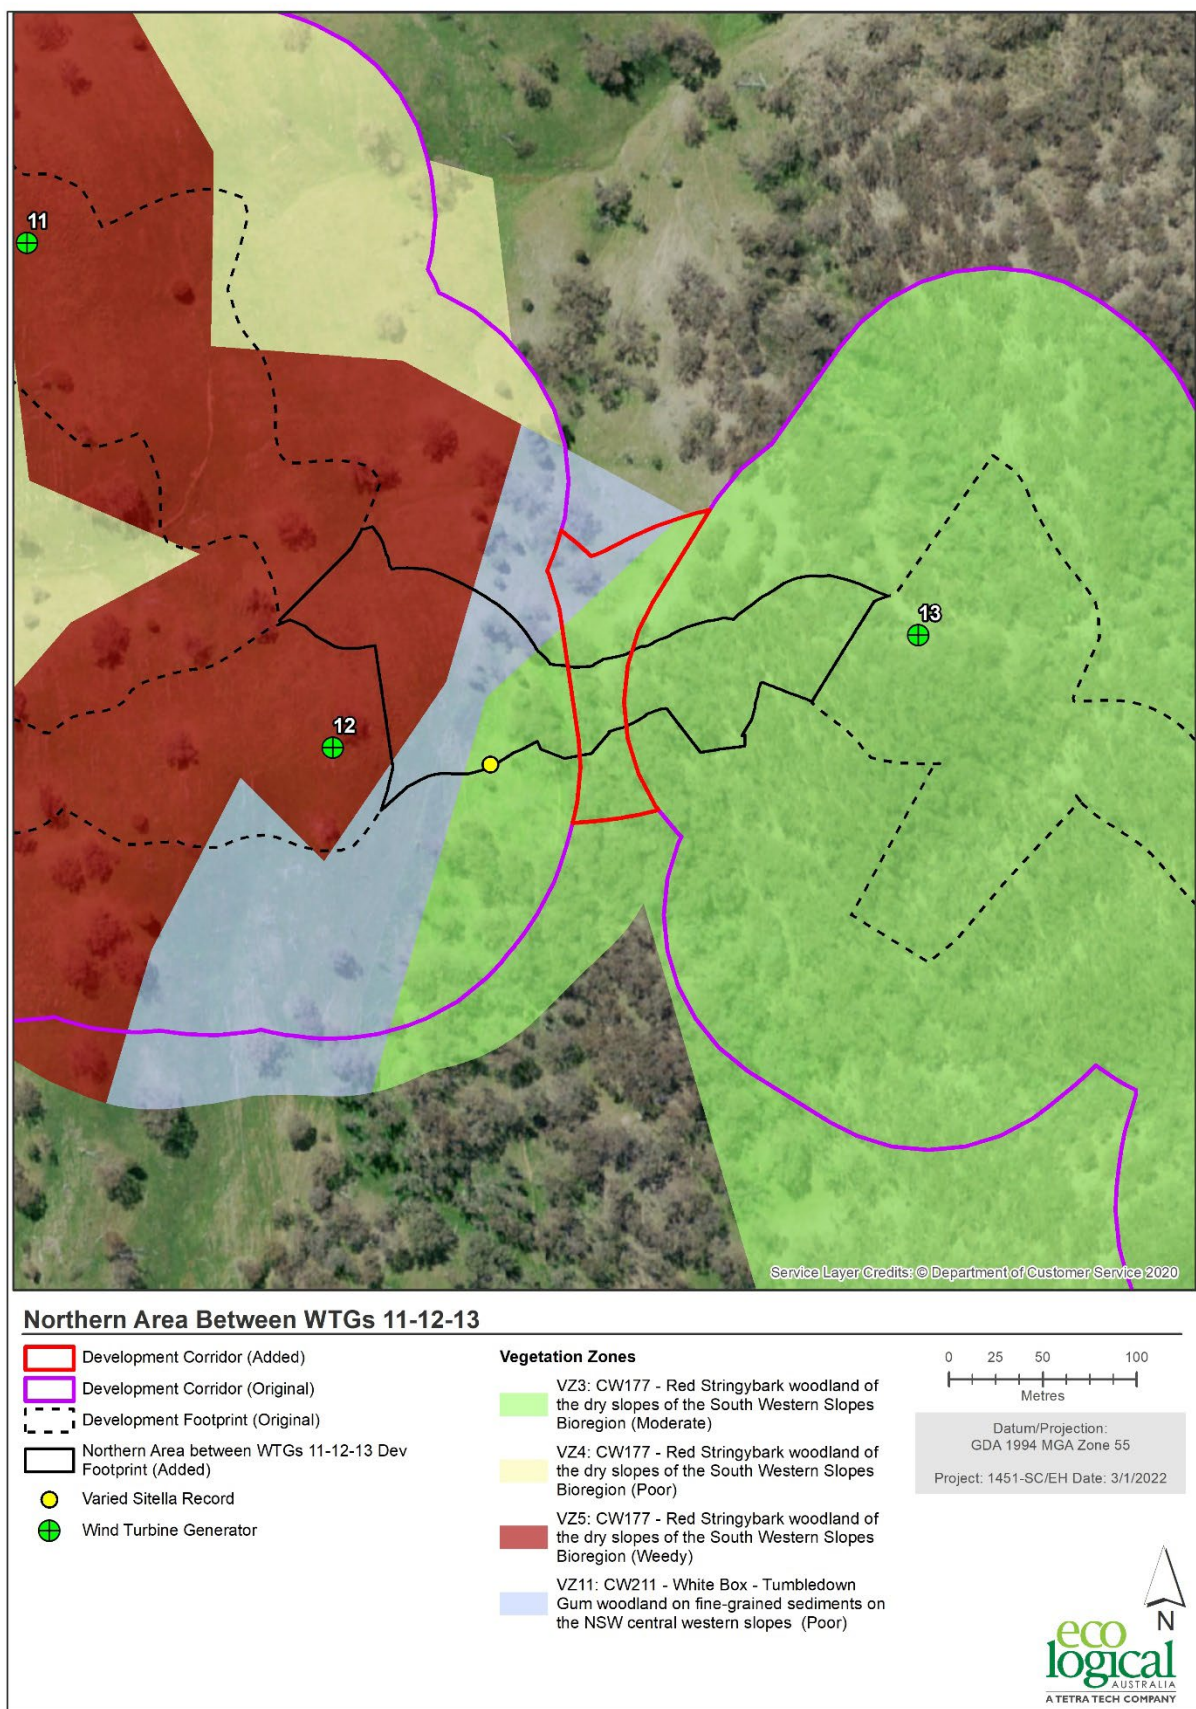 11
13
12
Service Layer Credits: © Department of Customer Service 2020
Northern Area Between WTGs 11-12-13
Development Corridor (Added)
Development Corridor (Original)
Development Footprint (Original)
Northern Area between WTGs 11-12-13 Dev
Footprint (Added)
Varied Sitella Record
Wind Turbine Generator
Vegetation Zones
VZ3: CW177 - Red Stringybark woodland of
the dry slopes of the South Western Slopes
Bioregion (Moderate)
VZ4: CW177 - Red Stringybark woodland of
the dry slopes of the South Western Slopes
Bioregion (Poor)
VZ5: CW177 - Red Stringybark woodland of
the dry slopes of the South Western Slopes
Bioregion (Weedy)
VZ11: CW211 - White Box - Tumbledown
Gum woodland on fine-grained sediments on
the NSW central western slopes (Poor)
0 25 50 100
Metres
Datum/Projection:
GDA 1994 MGA Zone 55
Project: 1451-SC/EH Date: 3/1/2022
N
eco
logical
AUSTRALIA
A TETRA TECH COMPANY